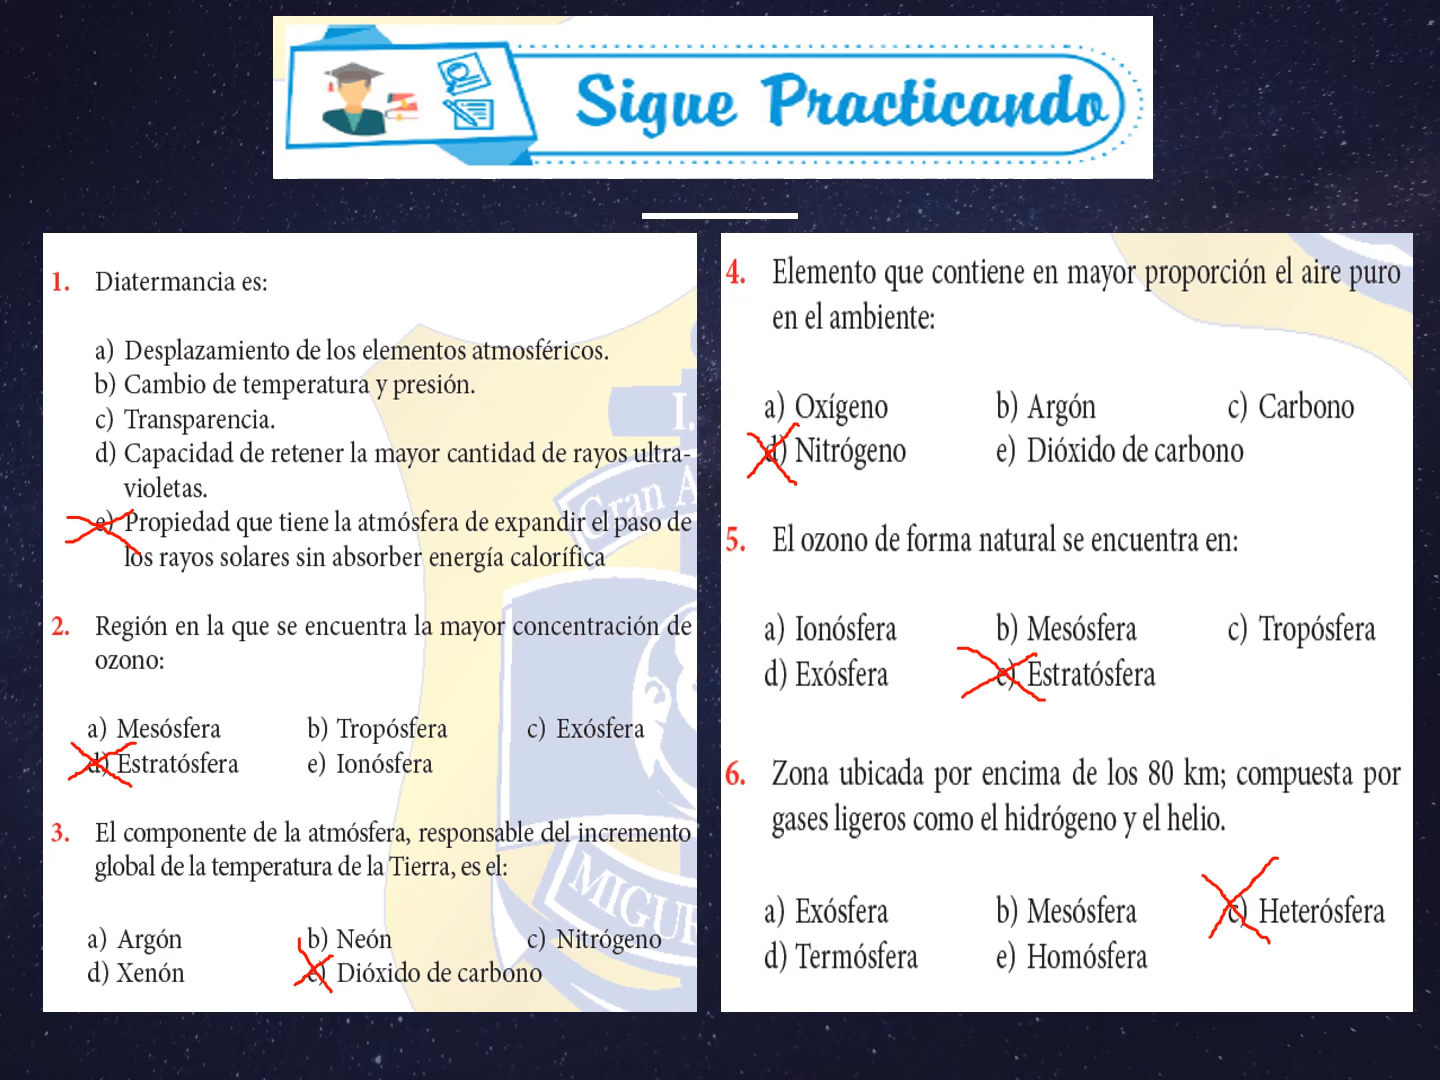 Sigue Practicando
1. Diatermancia es:
a) Desplazamiento de los elementos atmosféricos.
b) Cambio de temperatura y presión.
c) Transparencia.
d) Capacidad de retener la mayor cantidad de rayos ultra-
violetas.
e) Propiedad que tiene la atmósfera de expandir el paso de
los rayos solares sin absorber energía calorífica
2. Región en la que se encuentra la mayor concentración de
ozono:
a) Mesósfera b) Tropósfera c) Exósfera
d) Estratósfera e) Ionósfera
3. El componente de la atmósfera, responsable del incremento
global de la temperatura de la Tierra, es el:
a) Argón b) Neón c) Nitrógeno
d) Xenón e) Dióxido de carbono
I.
Gran A
MIGUE
4. Elemento que contiene en mayor proporción el aire puro
en el ambiente:
a) Oxígeno b) Argón c) Carbono
d) Nitrógeno e) Dióxido de carbono
5. El ozono de forma natural se encuentra en:
a) Ionósfera b) Mesósfera c) Tropósfera
d) Exósfera e) Estratósfera
6. Zona ubicada por encima de los 80 km; compuesta por
gases ligeros como el hidrógeno y el helio.
a) Exósfera b) Mesósfera c) Heterósfera
d) Termósfera e) Homósfera